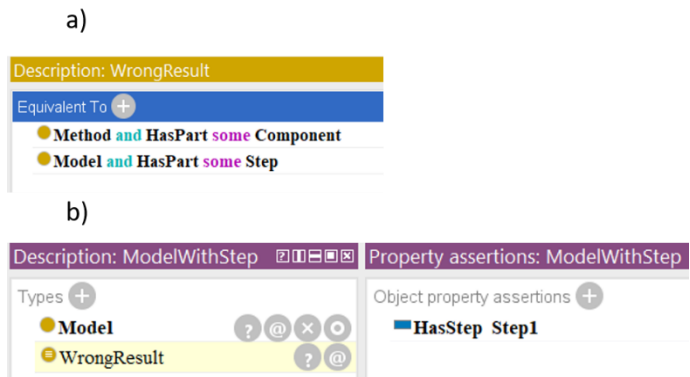 a)
Description: WrongResult
Equivalent To +
Method and HasPart some Component
Model and HasPart some Step
b)
Description: ModelWithStep
Types +
Model ? @ × o
WrongResult ? @
Property assertions: ModelWithStep
Object property assertions +
HasStep Step1